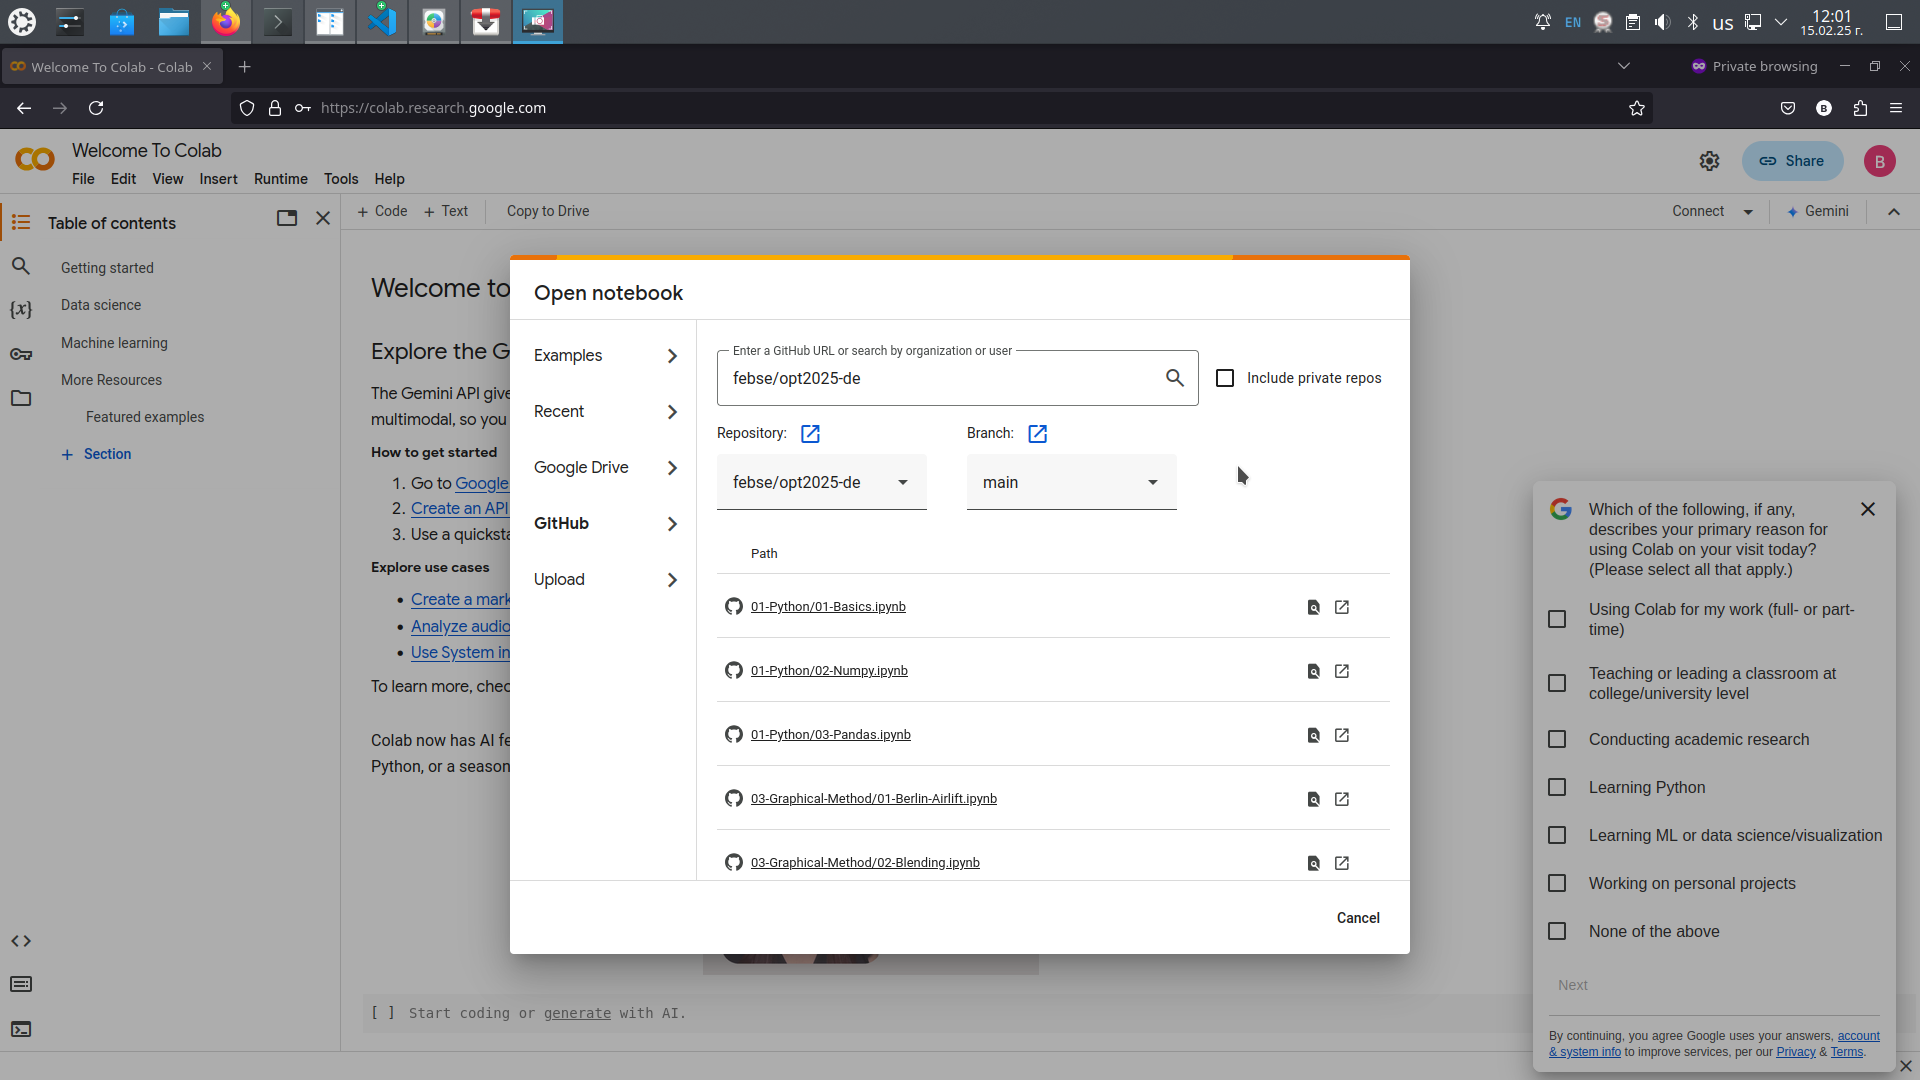 EN
us
12:01
15.02.25 г.
Welcome To Colab - Colab
Private browsing
https://colab.research.google.com
B
Welcome To Colab
File Edit View Insert Runtime Tools Help
Share
B
Table of contents
+ Code + Text Copy to Drive
Connect
Gemini
Getting started
Data science
Machine learning
More Resources
Featured examples
+ Section
{x}
Welcome to
Explore the G
The Gemini API give
multimodal, so you
How to get started
1. Go to Google
2. Create an API
3. Use a quicksta
Explore use cases
• Create a mark
• Analyze audio
• Use System in
To learn more, chec
Colab now has AI fe
Python, or a season
[ ] Start coding or generate with AI.
Open notebook
Examples
Recent
Google Drive
GitHub
Upload
Enter a GitHub URL or search by organization or user
febse/opt2025-de
Include private repos
Repository:
Branch:
febse/opt2025-de
main
Path
01-Python/01-Basics.ipynb
01-Python/02-Numpy.ipynb
01-Python/03-Pandas.ipynb
03-Graphical-Method/01-Berlin-Airlift.ipynb
03-Graphical-Method/02-Blending.ipynb
Cancel
Which of the following, if any,
describes your primary reason for
using Colab on your visit today?
(Please select all that apply.)
Using Colab for my work (full- or part-
time)
Teaching or leading a classroom at
college/university level
Conducting academic research
Learning Python
Learning ML or data science/visualization
Working on personal projects
None of the above
Next
By continuing, you agree Google uses your answers, account
& system info to improve services, per our Privacy & Terms.